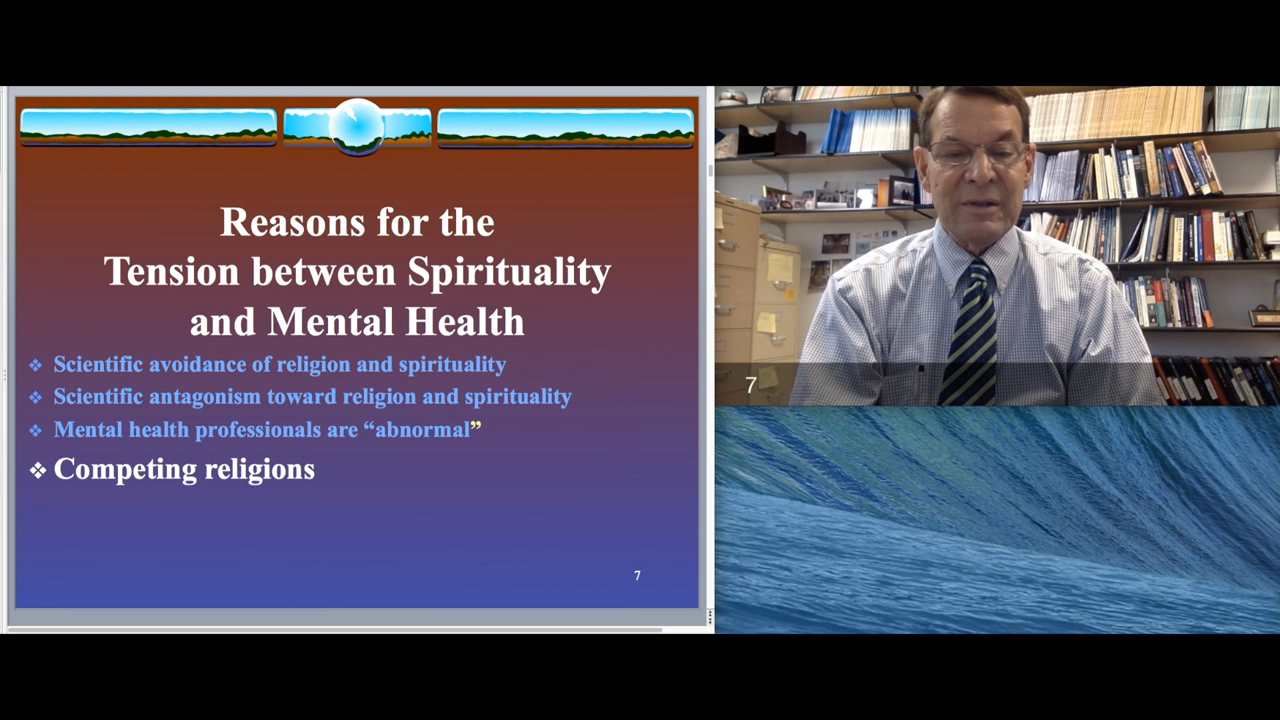 Reasons for the
Tension between Spirituality
and Mental Health
❖ Scientific avoidance of religion and spirituality
❖ Scientific antagonism toward religion and spirituality
❖ Mental health professionals are “abnormal”
❖ Competing religions
7
7